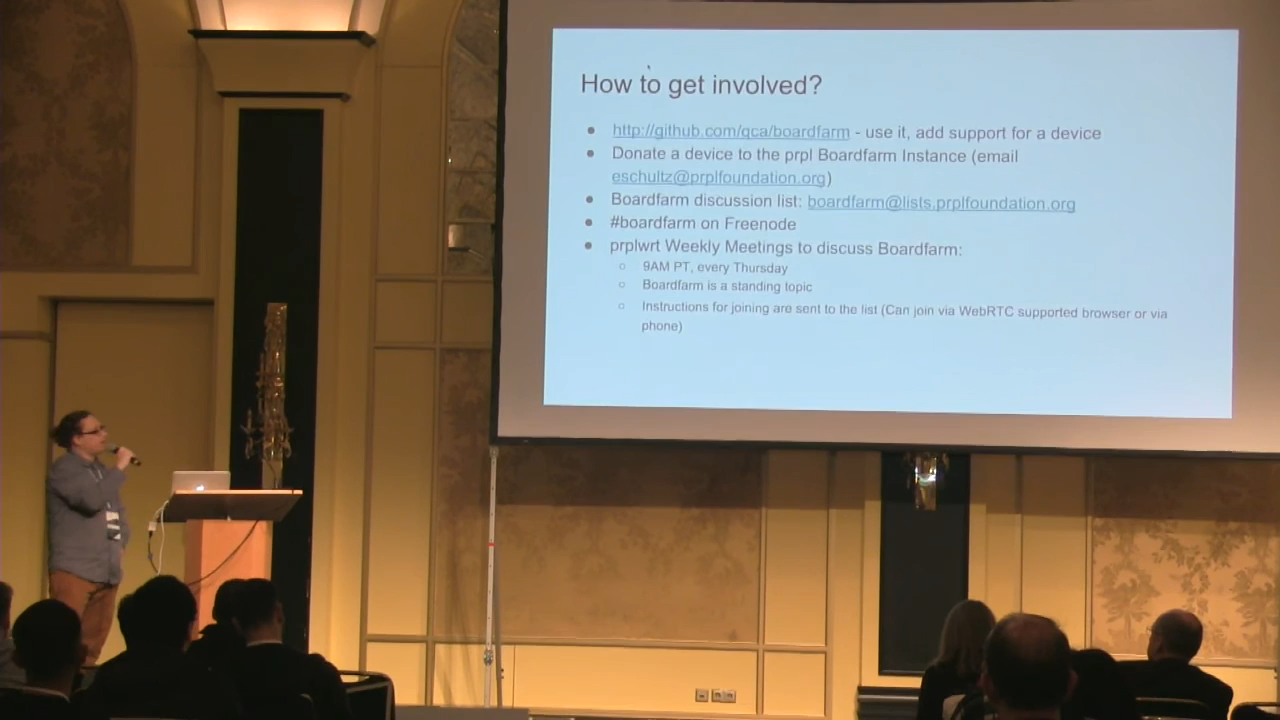 How to get involved?
http://github.com/qca/boardfarm - use it, add support for a device
Donate a device to the prpl Boardfarm Instance (email
eschultz@prplfoundation.org)
Boardfarm discussion list: boardfarm@lists.prplfoundation.org
#boardfarm on Freenode
prplwrt Weekly Meetings to discuss Boardfarm:
9AM PT, every Thursday
Boardfarm is a standing topic
Instructions for joining are sent to the list (Can join via WebRTC supported browser or via
phone)